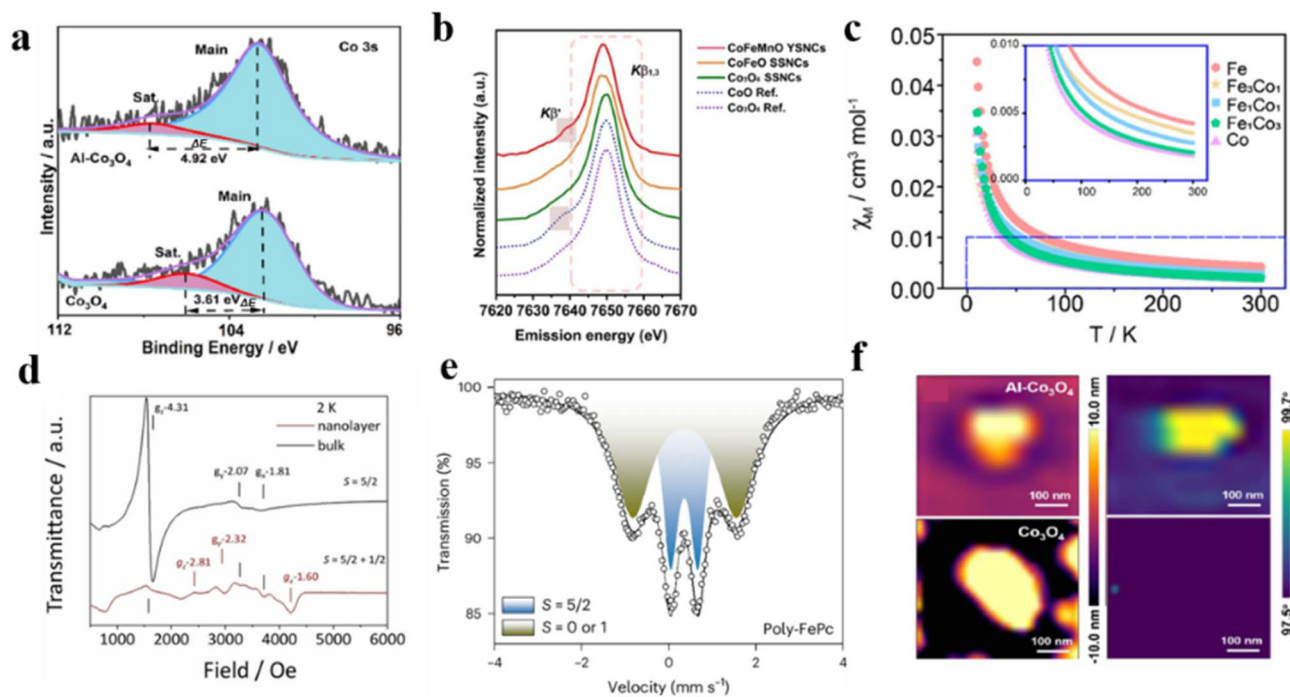 a
Co 3s
Main
Sat.
ΔE
4.92 eV
Al-Co₃O₄
Main
Sat.
3.61 eV ΔE
Co₃O₄
Intensity / a.u.
112 104 96
Binding Energy / eV
b
CoFeMnO YSNCs
CoFeO SSNCs
Co₃O₄ SSNCs
CoO Ref.
Co₃O₄ Ref.
Kβ₁,₃
Kβ'
Normalized intensity (a.u.)
7620 7630 7640 7650 7660 7670
Emission energy (eV)
c
0.05
0.04
0.03
0.02
0.01
0.00
χM / cm³ mol⁻¹
0.010
0.005
0.000
0 50 100 150 200 250 300
Fe
Fe₃Co₁
Fe₁Co₁
Fe₁Co₃
Co
0 100 200 300
T / K
d
2 K
nanolayer
bulk
gz-4.31
gy-2.07
gx-1.81
S = 5/2
S = 5/2 + 1/2
gz-2.81
gy-2.32
gx-1.60
Transmittance / a.u.
1000 2000 3000 4000 5000 6000
Field / Oe
e
100
95
90
85
Transmission (%)
S = 5/2
S = 0 or 1
Poly-FePc
−4 −2 0 2 4
Velocity (mm s⁻¹)
f
Al-Co₃O₄
100 nm
10.0 nm
-10.0 nm
100 nm
99.7°
97.5°
Co₃O₄
100 nm
100 nm